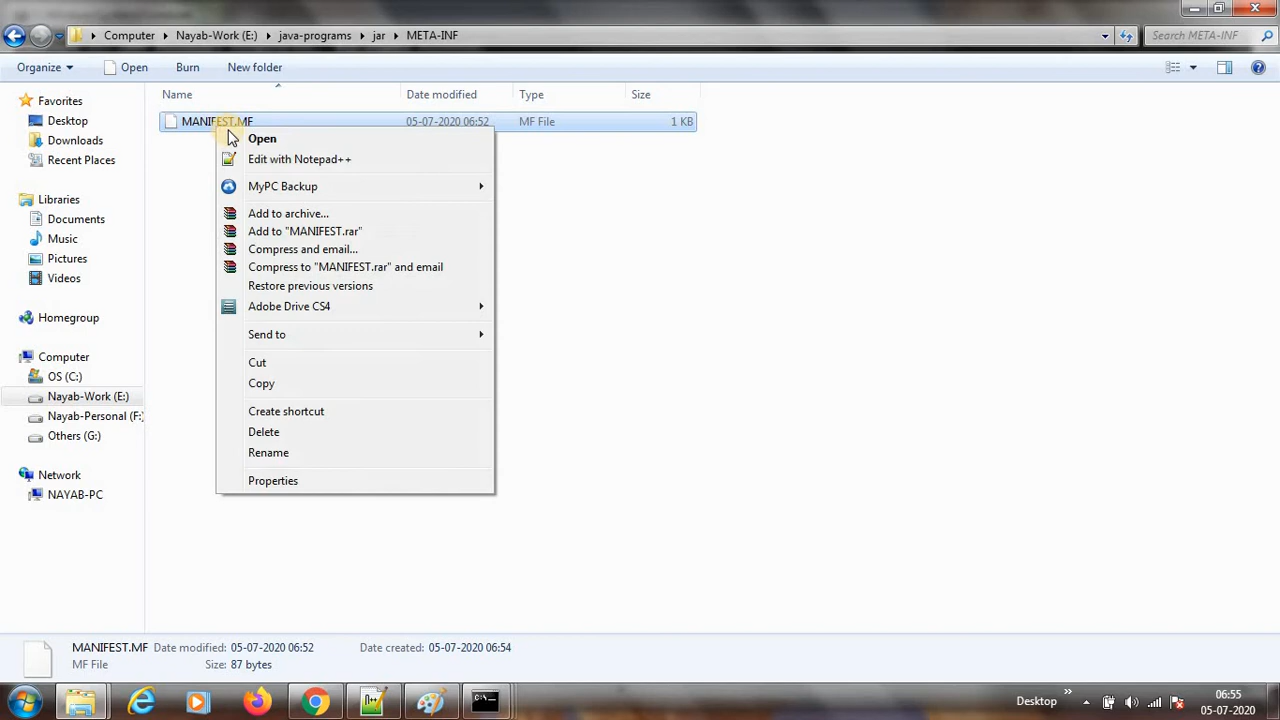 Computer Nayab-Work (E:) java-programs jar META-INF Search META-INF
Organize Open Burn New folder
Name Date modified Type Size
Favorites
Desktop
Downloads
Recent Places
Libraries
Documents
Music
Pictures
Videos
Homegroup
Computer
OS (C:)
Nayab-Work (E:)
Nayab-Personal (F:
Others (G:)
Network
NAYAB-PC
MANIFEST.MF 05-07-2020 06:52 MF File 1 KB
Open
Edit with Notepad++
MyPC Backup
Add to archive...
Add to "MANIFEST.rar"
Compress and email...
Compress to "MANIFEST.rar" and email
Restore previous versions
Adobe Drive CS4
Send to
Cut
Copy
Create shortcut
Delete
Rename
Properties
MANIFEST.MF Date modified: 05-07-2020 06:52 Date created: 05-07-2020 06:54
MF File Size: 87 bytes
Desktop
06:55
05-07-2020